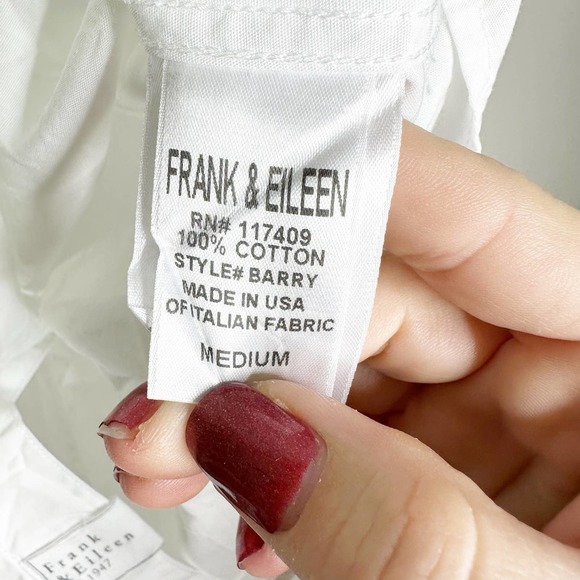 FRANK & EILEEN
RN# 117409
100% COTTON
STYLE# BARRY
MADE IN USA
OF ITALIAN FABRIC
MEDIUM
Frank
& Eileen
1947